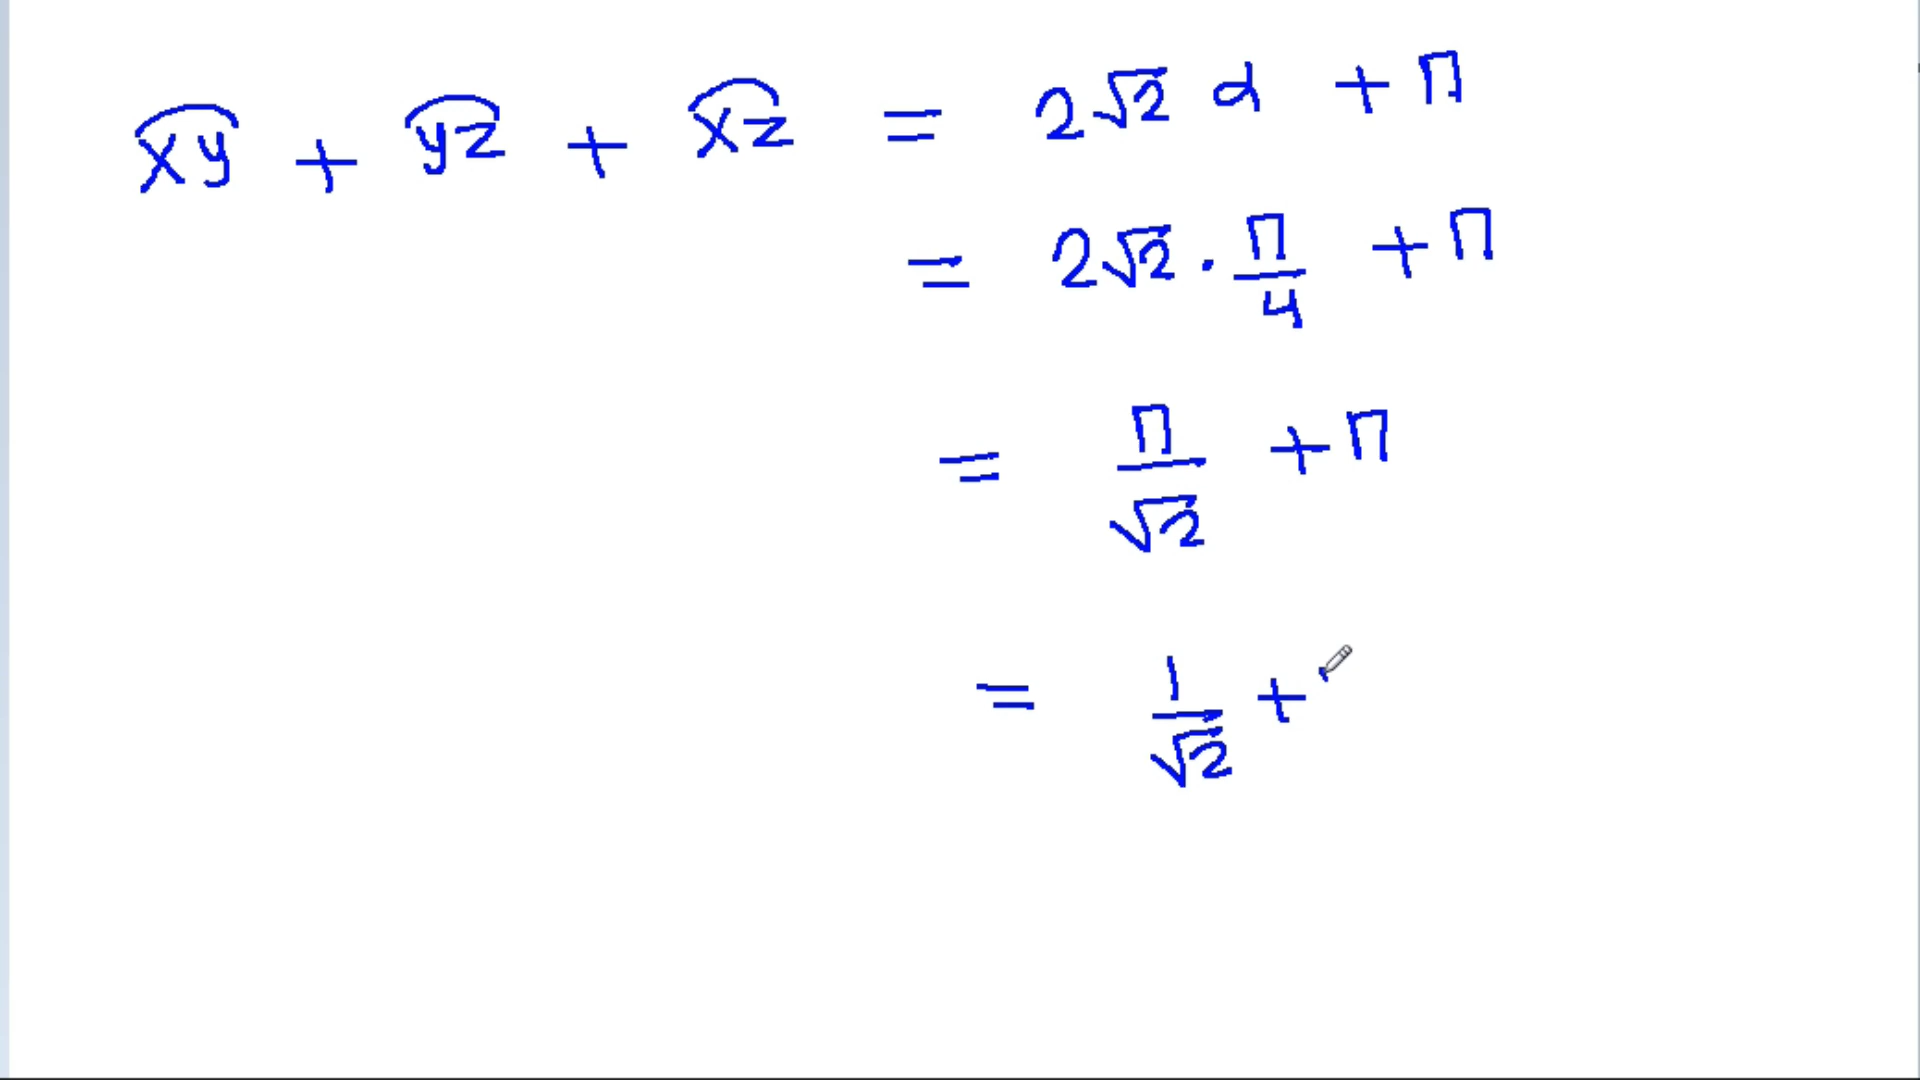 ⌢xy + ⌢yz + ⌢xz = 2√2 α + π
= 2√2 · π/4 + π
= π/√2 + π
= 1/√2 +